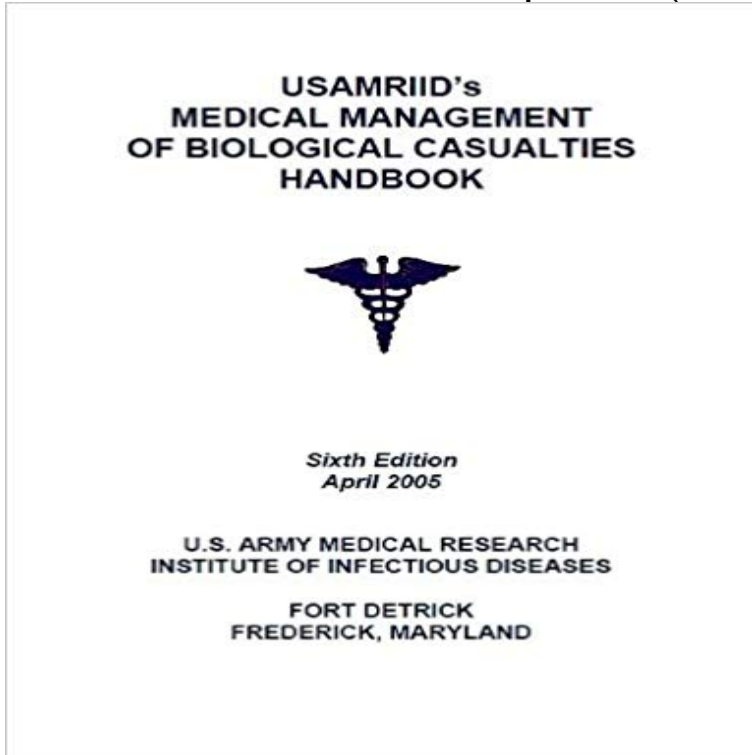 USAMRIID's
MEDICAL MANAGEMENT
OF BIOLOGICAL CASUALTIES
HANDBOOK
Sixth Edition
April 2005
U.S. ARMY MEDICAL RESEARCH
INSTITUTE OF INFECTIOUS DISEASES
FORT DETRICK
FREDERICK, MARYLAND